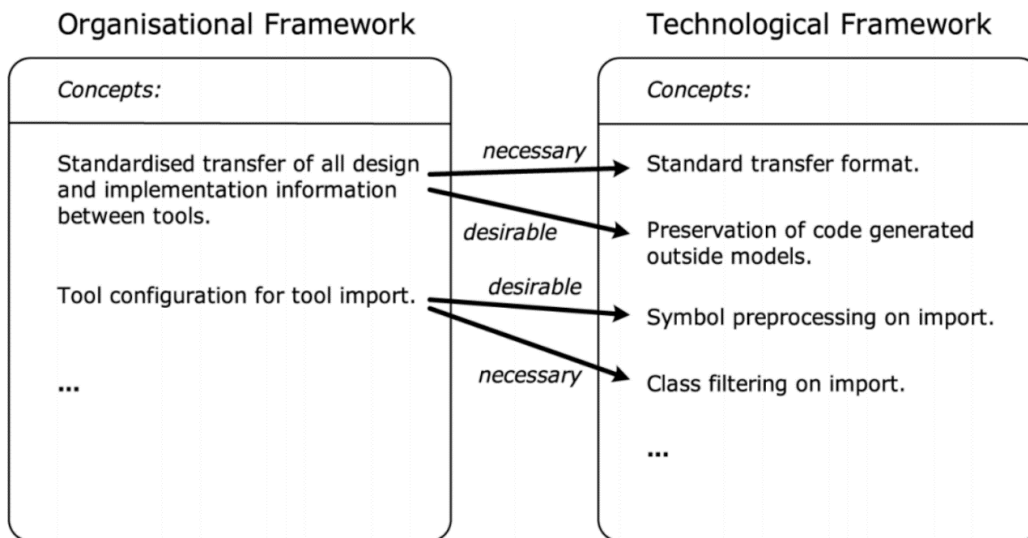 Organisational Framework
Concepts:
Standardised transfer of all design
and implementation information
between tools.
Tool configuration for tool import.
...
necessary
desirable
desirable
necessary
Technological Framework
Concepts:
Standard transfer format.
Preservation of code generated
outside models.
Symbol preprocessing on import.
Class filtering on import.
...